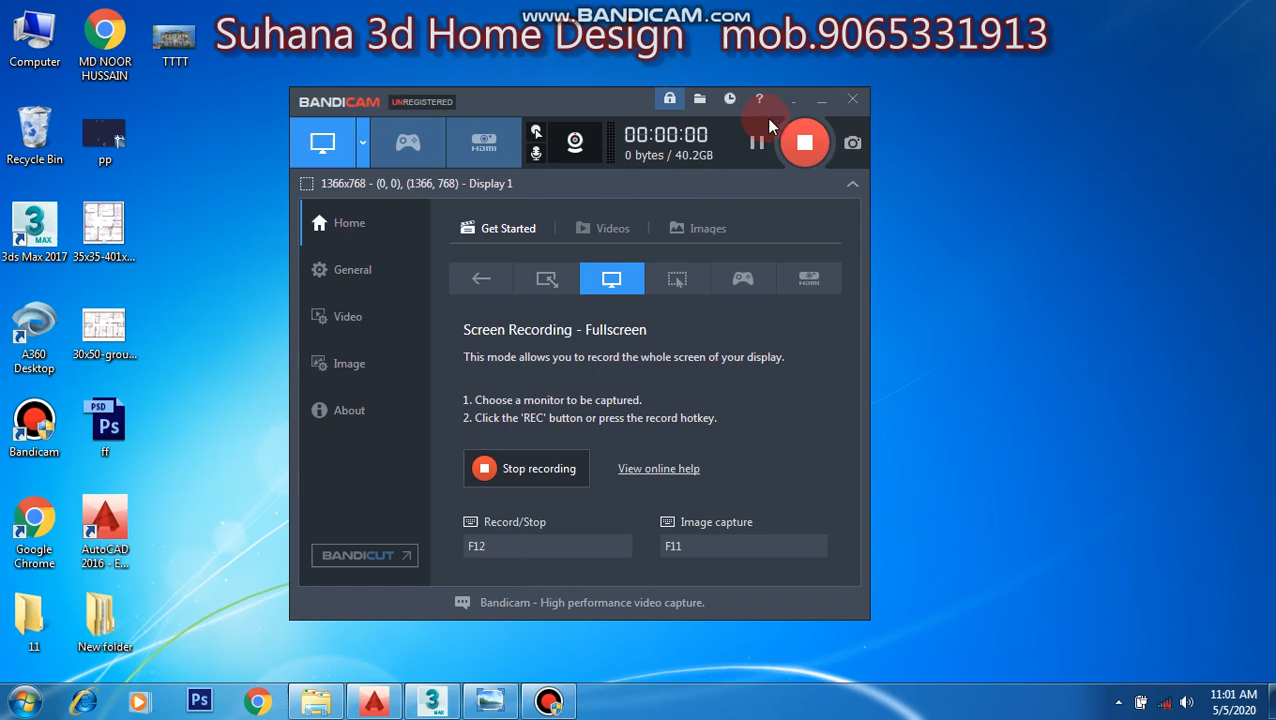 www.BANDICAM.com
Suhana 3d Home Design mob.9065331913
Computer
MD NOOR
HUSSAIN
TTTT
Recycle Bin
pp
3ds Max 2017
35x35-401x...
A360
Desktop
30x50-grou...
Bandicam
PSD
Ps
ff
Google
Chrome
AutoCAD
2016 - E...
11
New folder
BANDICAM UNREGISTERED
?
HDMI
00:00:00
0 bytes / 40.2GB
1366x768 - (0, 0), (1366, 768) - Display 1
Home
General
Video
Image
About
BANDICUT
Get Started
Videos
Images
HDMI
Screen Recording - Fullscreen
This mode allows you to record the whole screen of your display.
1. Choose a monitor to be captured.
2. Click the 'REC' button or press the record hotkey.
Stop recording
View online help
Record/Stop
Image capture
F12
F11
Bandicam - High performance video capture.
Ps
11:01 AM
5/5/2020